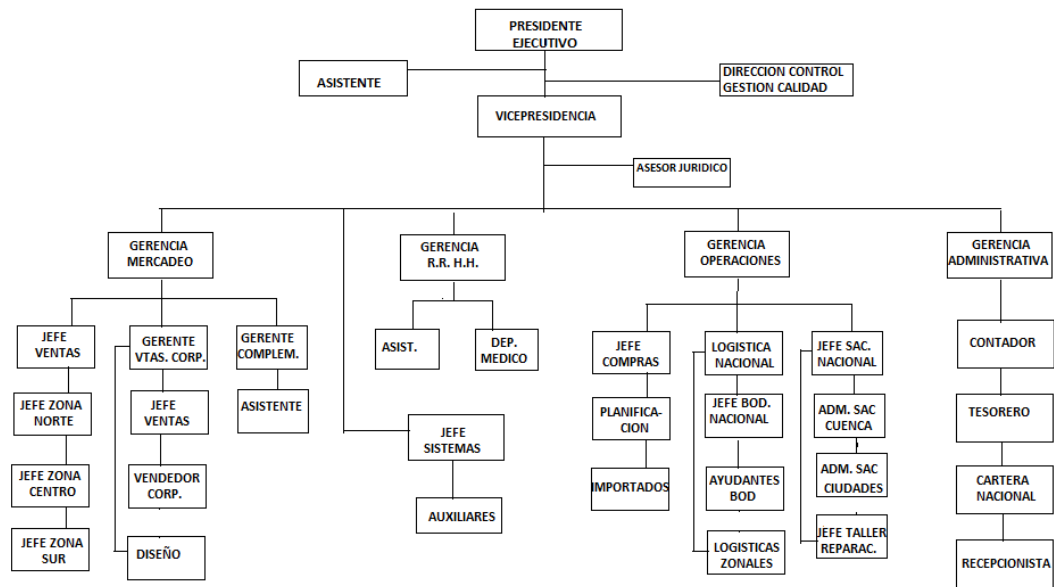 PRESIDENTE
EJECUTIVO
ASISTENTE
DIRECCION CONTROL
GESTION CALIDAD
VICEPRESIDENCIA
ASESOR JURIDICO
GERENCIA
MERCADEO
GERENCIA
R.R. H.H.
GERENCIA
OPERACIONES
GERENCIA
ADMINISTRATIVA
JEFE
VENTAS
GERENTE
VTAS. CORP.
GERENTE
COMPLEM.
ASIST.
DEP.
MEDICO
JEFE
COMPRAS
LOGISTICA
NACIONAL
JEFE SAC.
NACIONAL
CONTADOR
JEFE ZONA
NORTE
JEFE
VENTAS
ASISTENTE
JEFE
SISTEMAS
PLANIFICA-
CION
JEFE BOD.
NACIONAL
ADM. SAC
CUENCA
TESORERO
JEFE ZONA
CENTRO
VENDEDOR
CORP.
AUXILIARES
IMPORTADOS
AYUDANTES
BOD
ADM. SAC
CIUDADES
CARTERA
NACIONAL
JEFE ZONA
SUR
DISEÑO
LOGISTICAS
ZONALES
JEFE TALLER
REPARAC.
RECEPCIONISTA